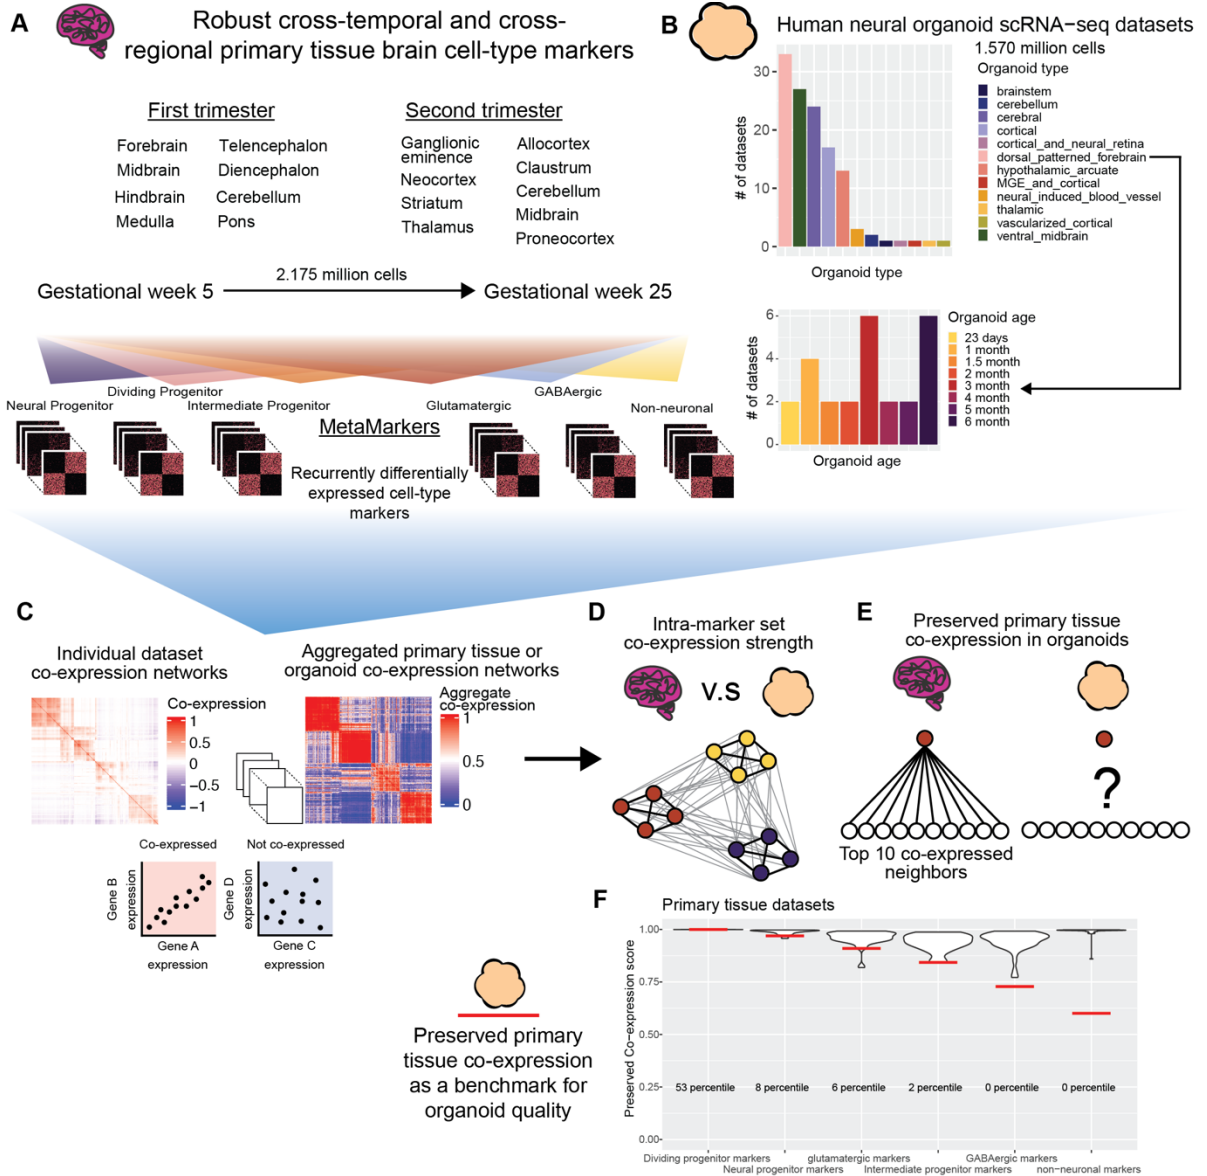 A
Robust cross-temporal and cross-
regional primary tissue brain cell-type markers
First trimester
Forebrain
Midbrain
Hindbrain
Medulla
Telencephalon
Diencephalon
Cerebellum
Pons
Second trimester
Ganglionic
eminence
Neocortex
Striatum
Thalamus
Allocortex
Claustrum
Cerebellum
Midbrain
Proneocortex
2.175 million cells
Gestational week 5
Gestational week 25
Dividing Progenitor
GABAergic
Neural Progenitor
Intermediate Progenitor
Glutamatergic
Non-neuronal
MetaMarkers
Recurrently differentially
expressed cell-type
markers
B
Human neural organoid scRNA−seq datasets
1.570 million cells
# of datasets
30
20
10
0
Organoid type
Organoid type
brainstem
cerebellum
cerebral
cortical
cortical_and_neural_retina
dorsal_patterned_forebrain
hypothalamic_arcuate
MGE_and_cortical
neural_induced_blood_vessel
thalamic
vascularized_cortical
ventral_midbrain
# of datasets
6
4
2
0
Organoid age
Organoid age
23 days
1 month
1.5 month
2 month
3 month
4 month
5 month
6 month
C
Individual dataset
co-expression networks
Co-expression
1
0.5
0
−0.5
−1
Aggregated primary tissue or
organoid co-expression networks
Aggregate
co-expression
1
0.5
0
Co-expressed
Gene B
expression
Gene A
expression
Not co-expressed
Gene D
expression
Gene C
expression
D
Intra-marker set
co-expression strength
V.S
E
Preserved primary tissue
co-expression in organoids
?
Top 10 co-expressed
neighbors
Preserved primary
tissue co-expression
as a benchmark for
organoid quality
F
Primary tissue datasets
Preserved Co−expression score
1.00
0.75
0.50
0.25
0.00
53 percentile
8 percentile
6 percentile
2 percentile
0 percentile
0 percentile
Dividing progenitor markers
Neural progenitor markers
glutamatergic markers
Intermediate progenitor markers
GABAergic markers
non−neuronal markers